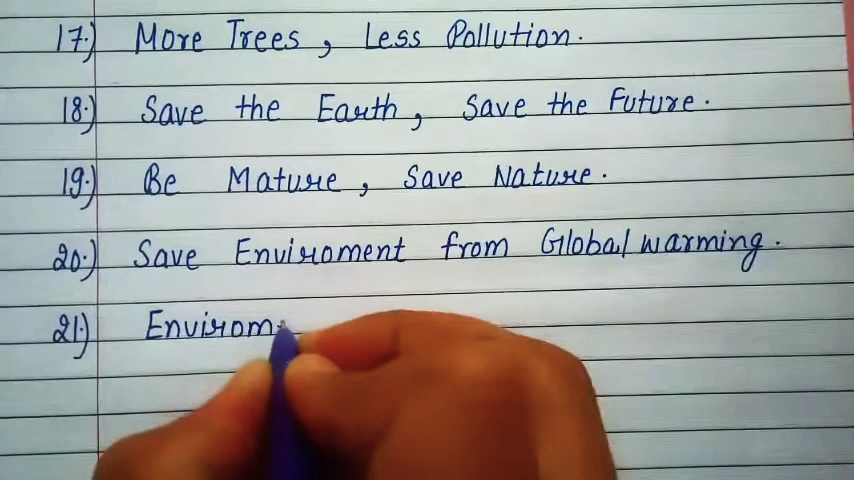 17.) More Trees, Less Pollution.
18.) Save the Earth, Save the Future.
19.) Be Mature, Save Nature.
20.) Save Enviroment from Global warming.
21.) Envirom